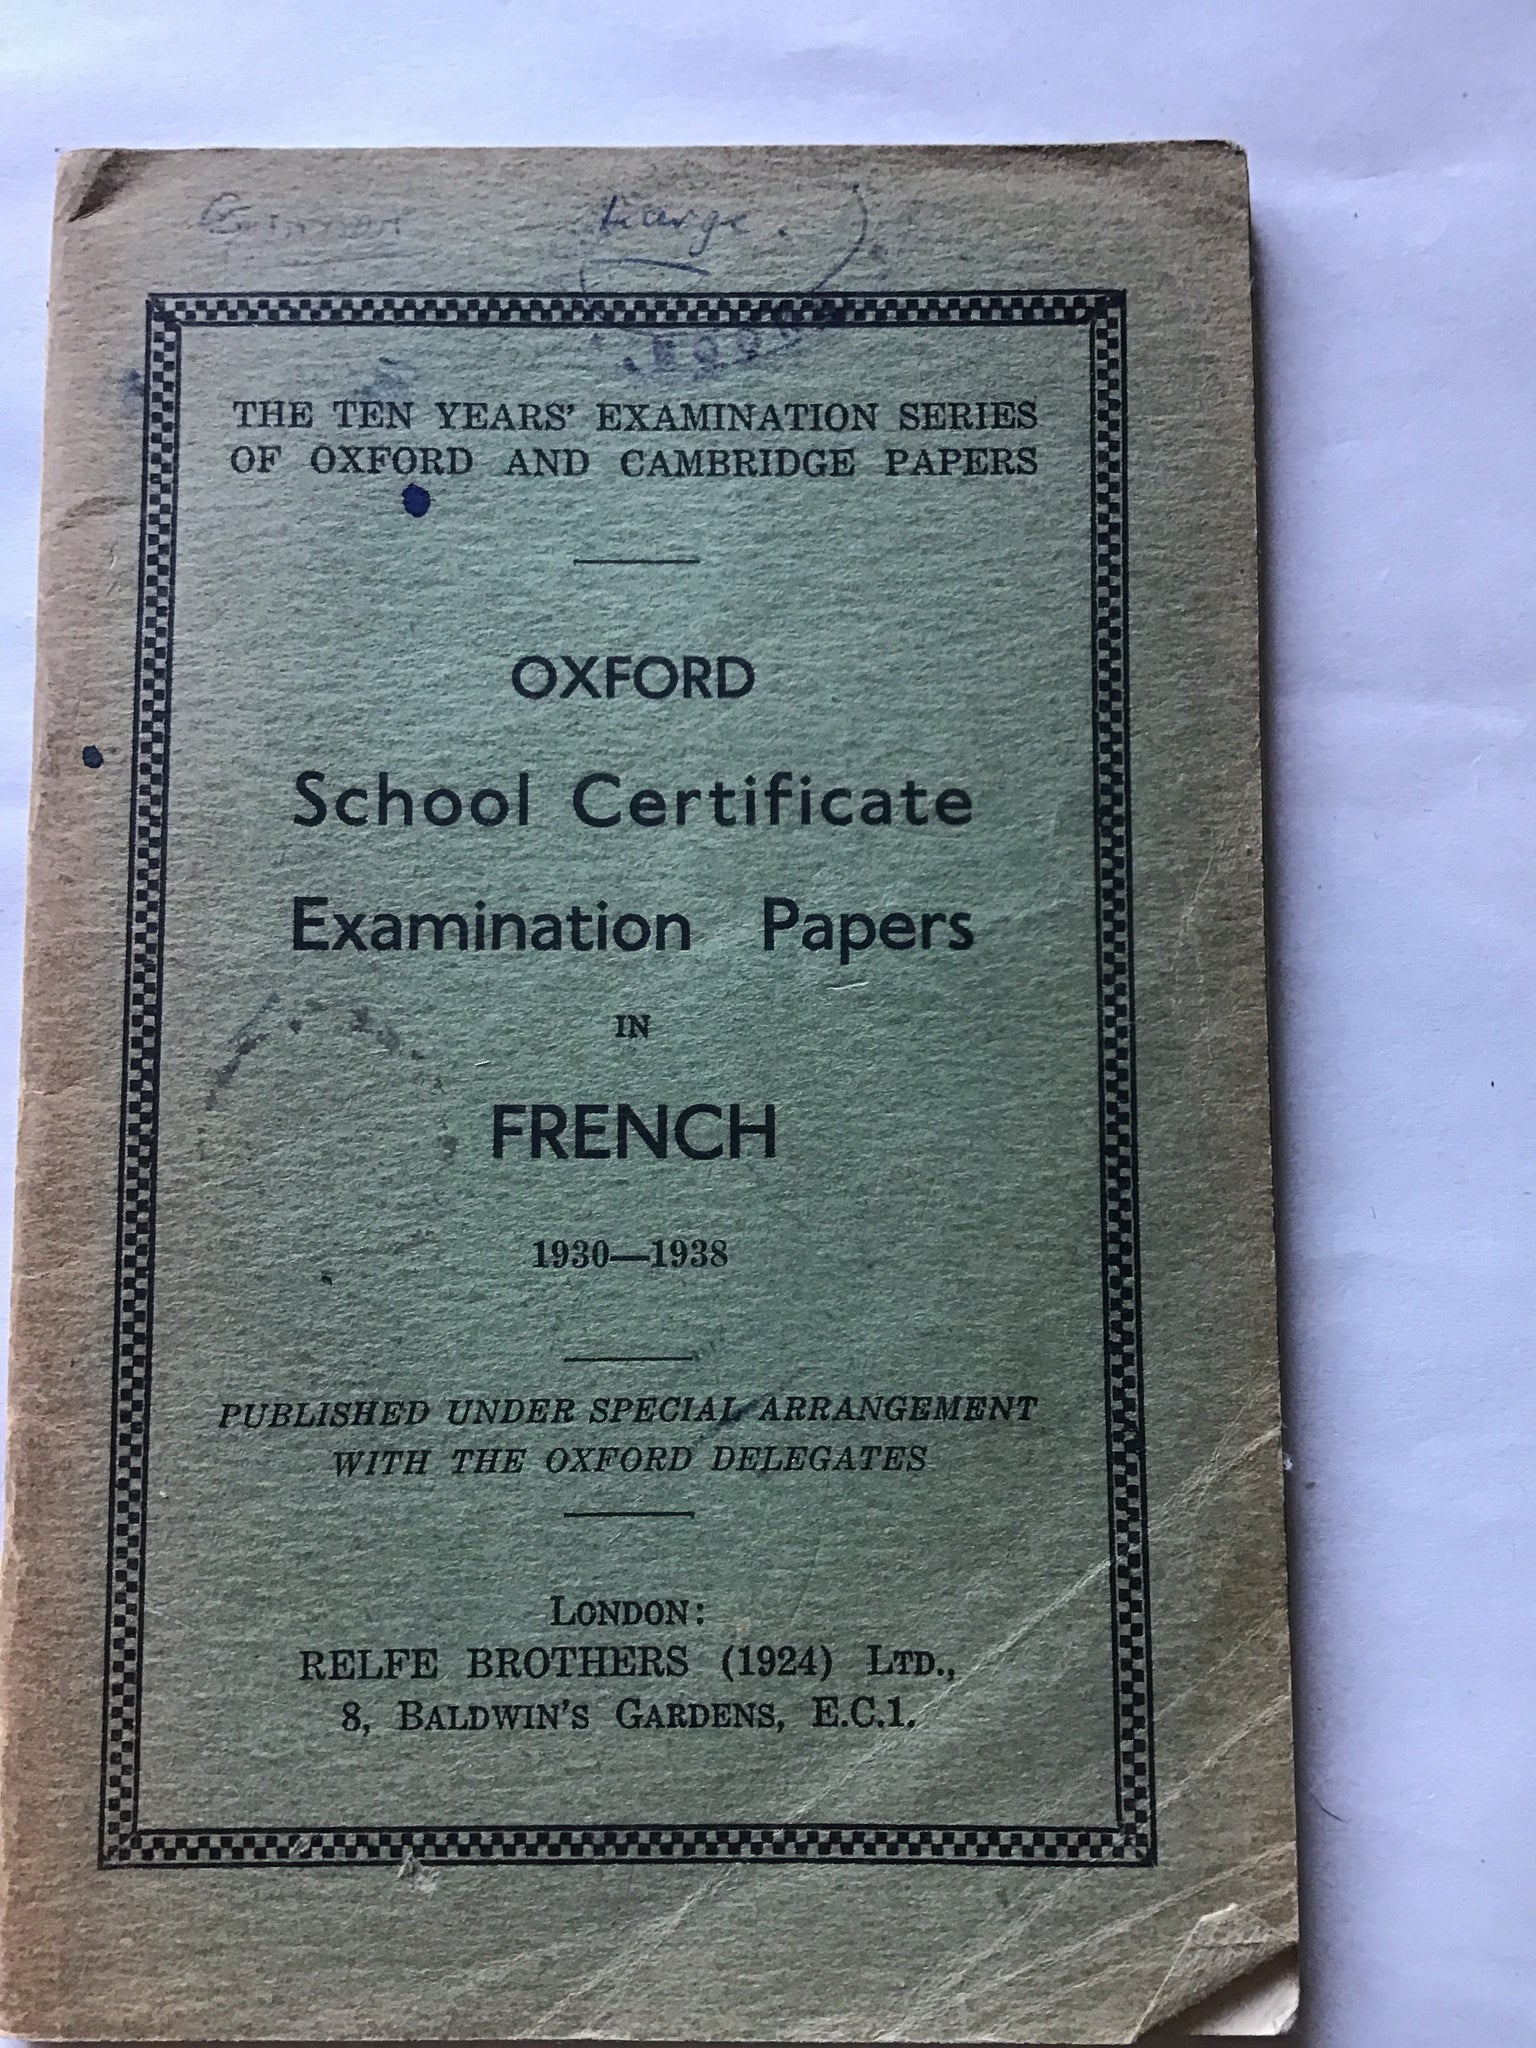 THE TEN YEARS' EXAMINATION SERIES
OF OXFORD AND CAMBRIDGE PAPERS
OXFORD
School Certificate
Examination Papers
IN
FRENCH
1930—1938
PUBLISHED UNDER SPECIAL ARRANGEMENT
WITH THE OXFORD DELEGATES
LONDON:
RELFE BROTHERS (1924) LTD.,
8, BALDWIN'S GARDENS, E.C.1.